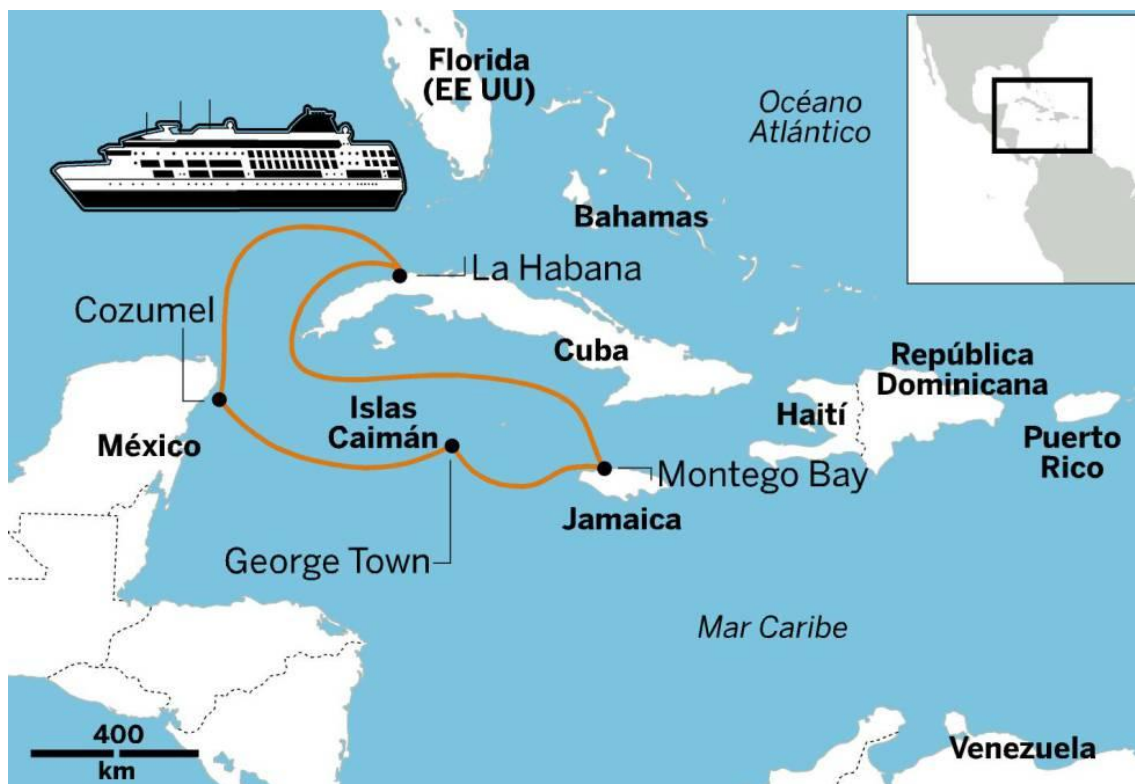 Florida
(EE UU)
Océano
Atlántico
Bahamas
La Habana
Cozumel
Cuba
República
Dominicana
Haití
Puerto
Rico
Islas
Caimán
México
Montego Bay
Jamaica
George Town
Mar Caribe
400
km
Venezuela